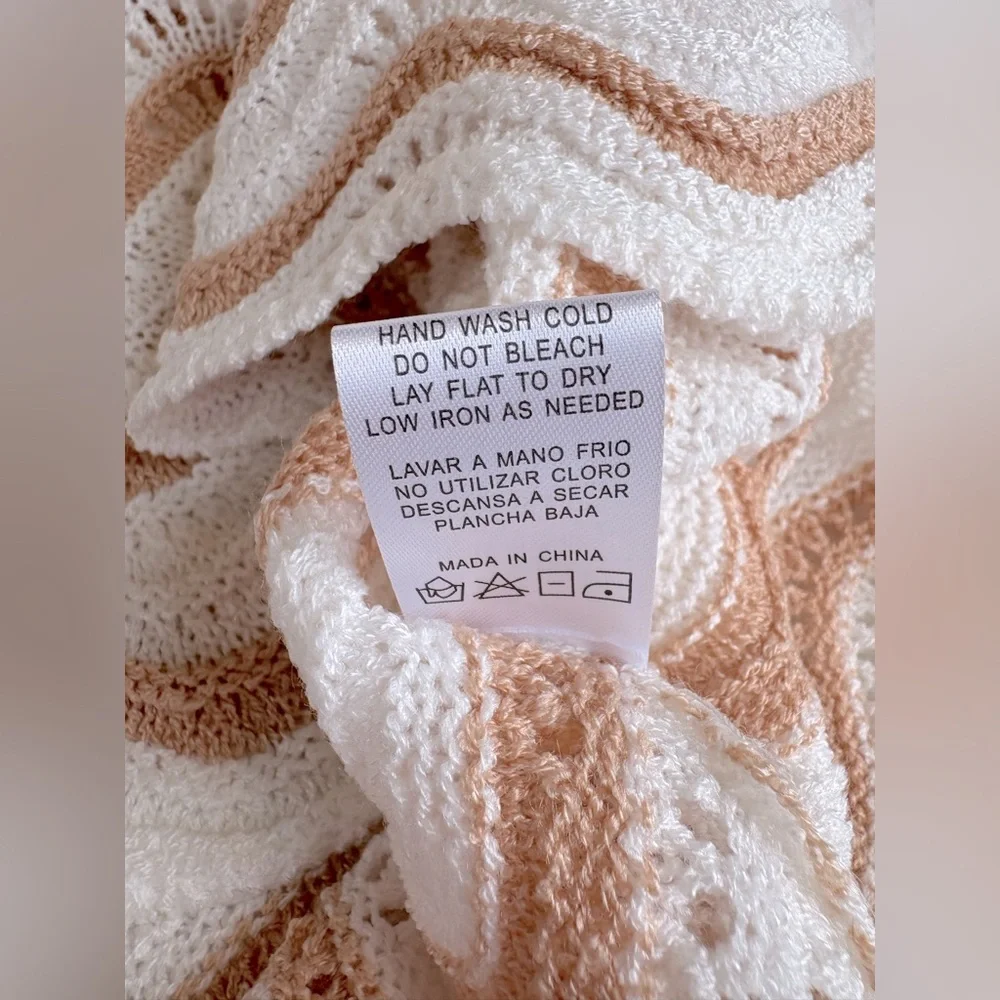 HAND WASH COLD
DO NOT BLEACH
LAY FLAT TO DRY
LOW IRON AS NEEDED
LAVAR A MANO FRIO
NO UTILIZAR CLORO
DESCANSA A SECAR
PLANCHA BAJA
MADE IN CHINA